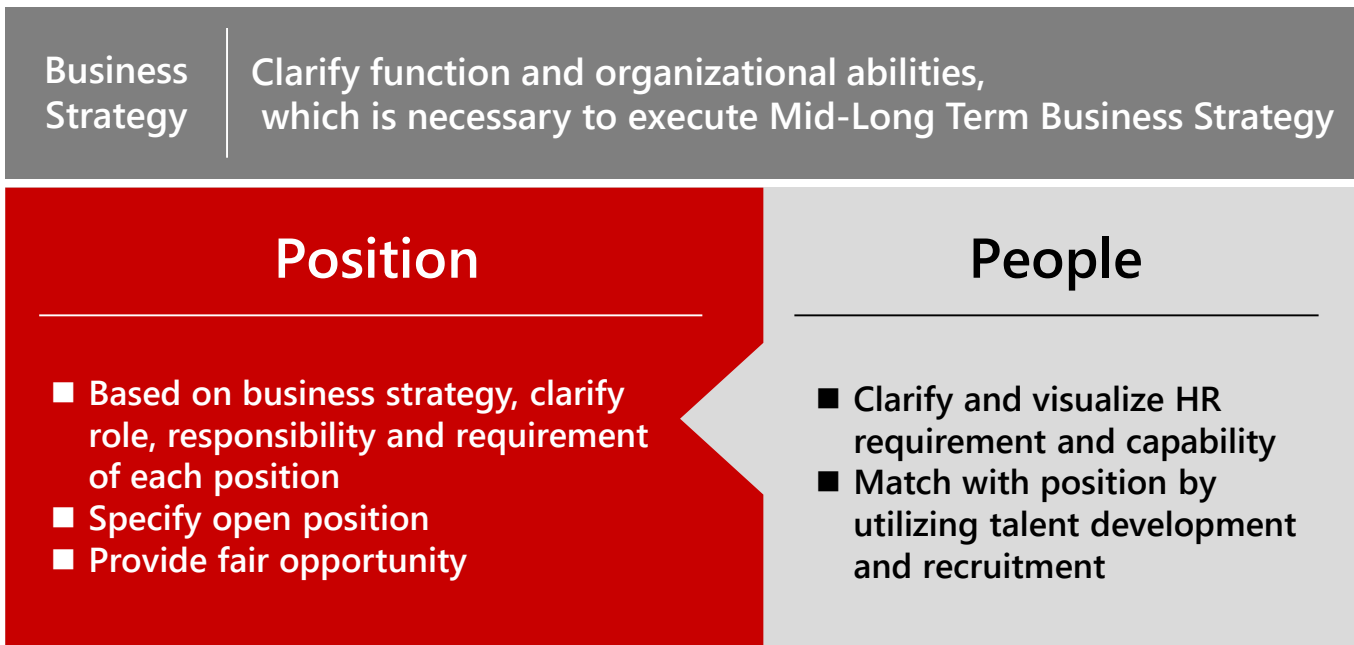 Business
Strategy
Clarify function and organizational abilities,
which is necessary to execute Mid-Long Term Business Strategy
Position
■ Based on business strategy, clarify
role, responsibility and requirement
of each position
■ Specify open position
■ Provide fair opportunity
People
■ Clarify and visualize HR
requirement and capability
■ Match with position by
utilizing talent development
and recruitment